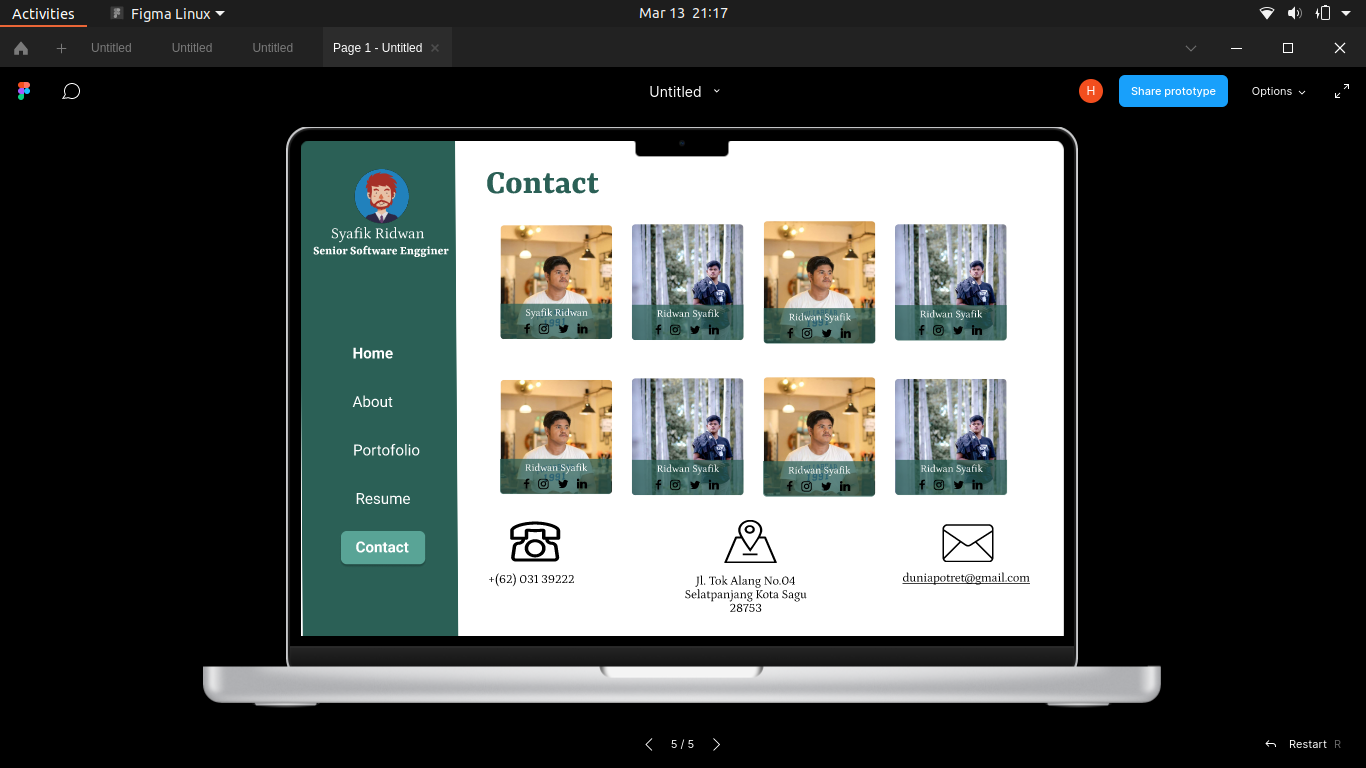 Activities
Figma Linux
Mar 13 21:17
Untitled
Untitled
Untitled
Page 1 - Untitled
Untitled
H
Share prototype
Options
Syafik Ridwan
Senior Software Engginer
Home
About
Portofolio
Resume
Contact
Contact
Syafik Ridwan
Ridwan Syafik
Ridwan Syafik
Ridwan Syafik
Ridwan Syafik
Ridwan Syafik
Ridwan Syafik
Ridwan Syafik
+(62) 031 39222
Jl. Tok Alang No.04
Selatpanjang Kota Sagu
28753
duniapotret@gmail.com
5 / 5
Restart R